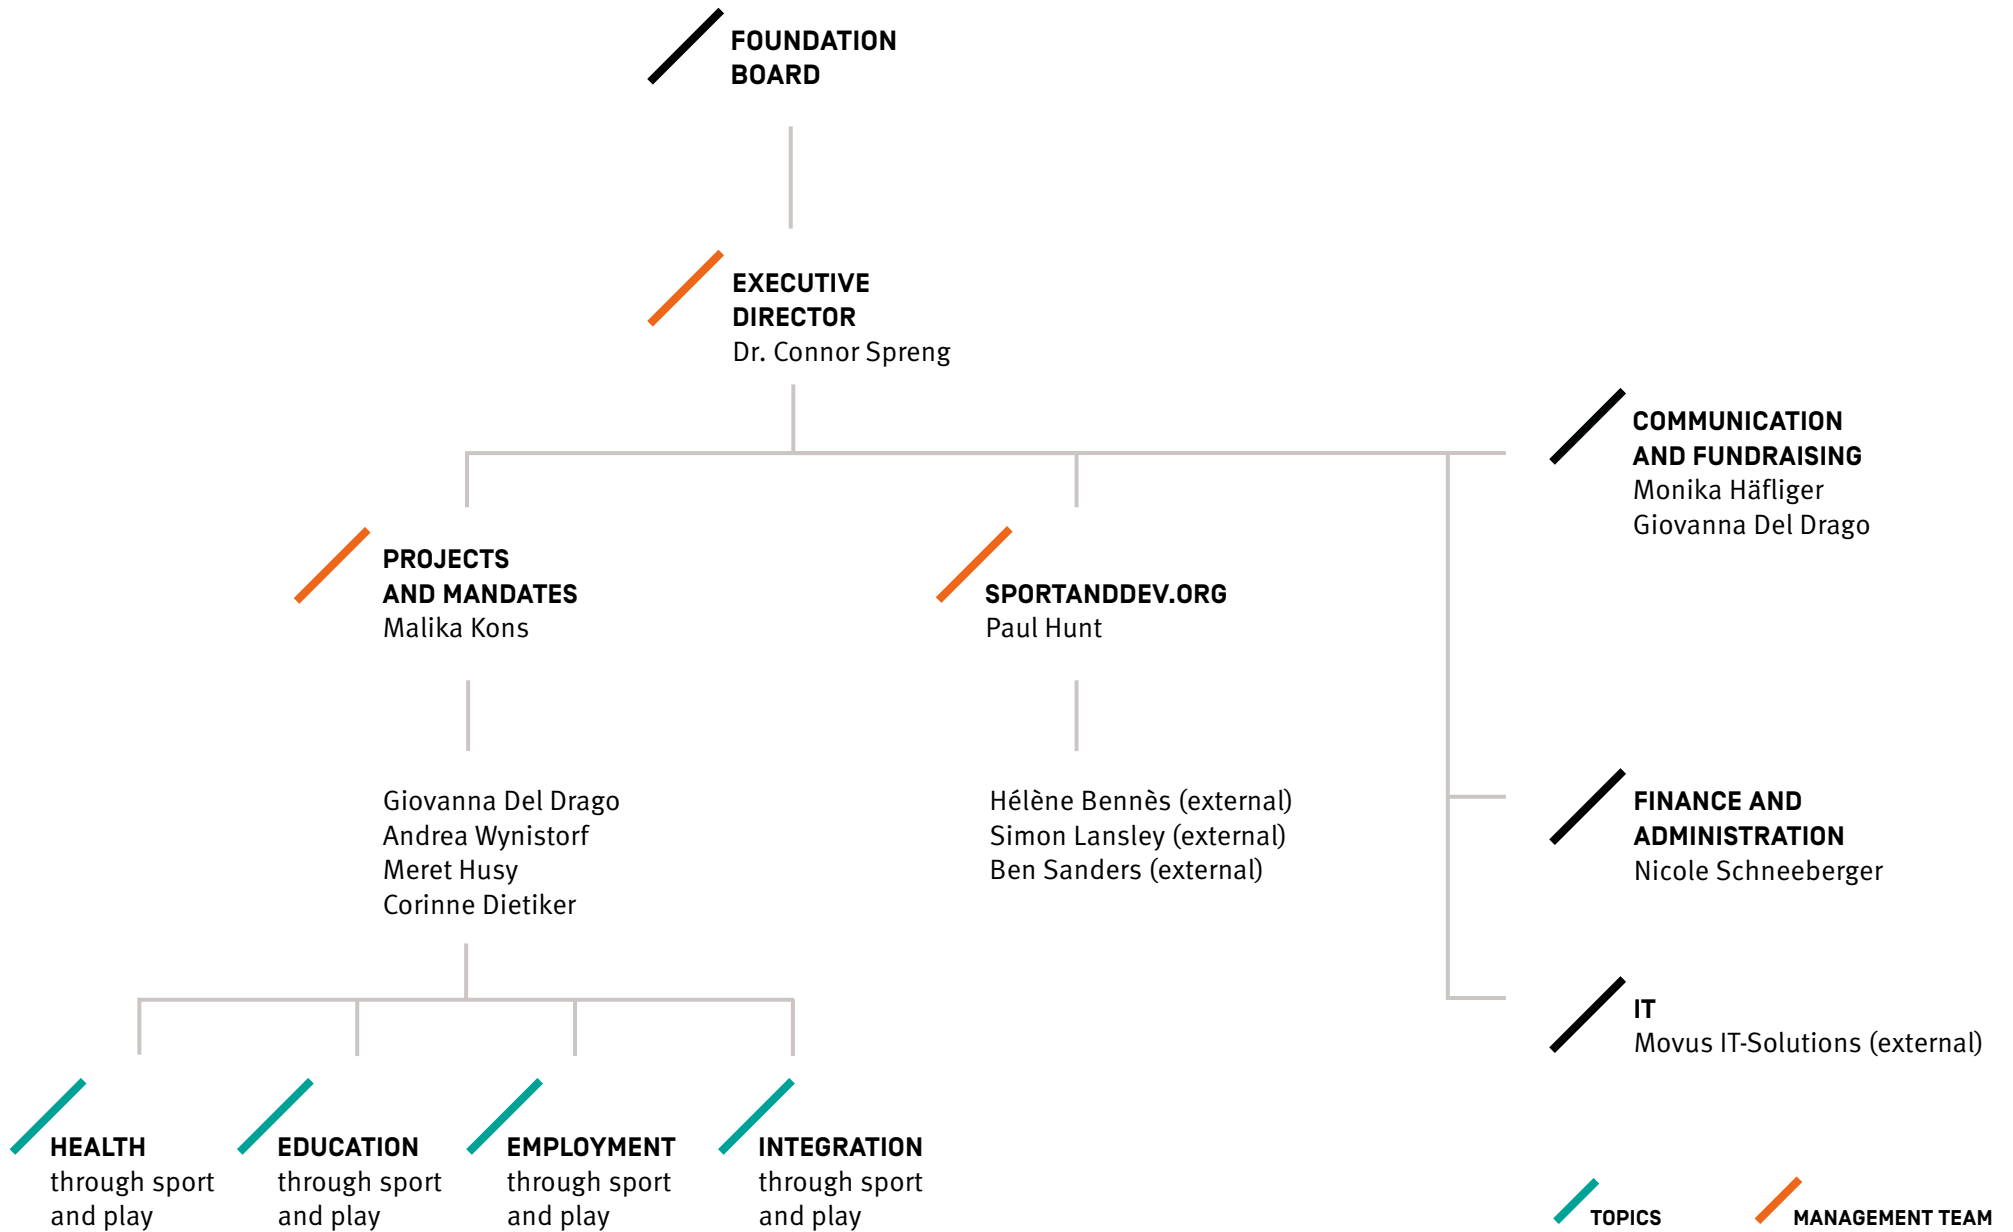 FOUNDATION
BOARD
EXECUTIVE
DIRECTOR
Dr. Connor Spreng
COMMUNICATION
AND FUNDRAISING
Monika Häfliger
Giovanna Del Drago
PROJECTS
AND MANDATES
Malika Kons
SPORTANDDEV.ORG
Paul Hunt
Giovanna Del Drago
Andrea Wynistorf
Meret Husy
Corinne Dietiker
Hélène Bennès (external)
Simon Lansley (external)
Ben Sanders (external)
FINANCE AND
ADMINISTRATION
Nicole Schneeberger
IT
Movus IT-Solutions (external)
HEALTH
through sport
and play
EDUCATION
through sport
and play
EMPLOYMENT
through sport
and play
INTEGRATION
through sport
and play
TOPICS
MANAGEMENT TEAM